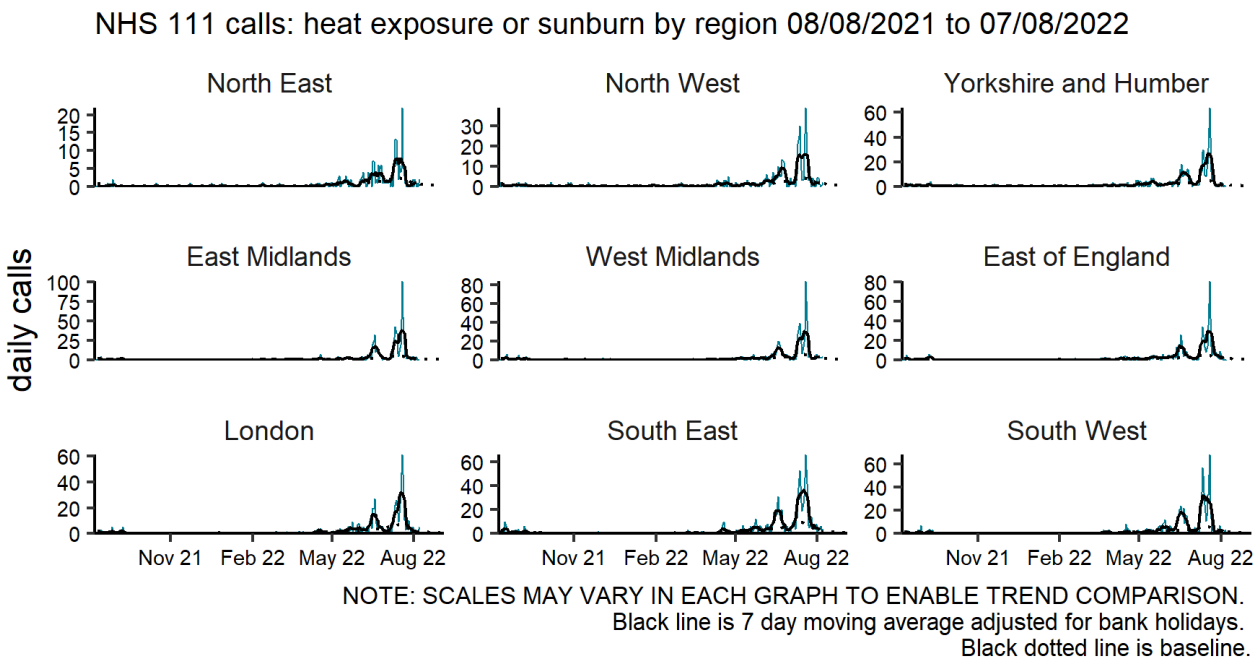 NHS 111 calls: heat exposure or sunburn by region 08/08/2021 to 07/08/2022
North East
North West
Yorkshire and Humber
20
15
10
5
0
30
20
10
0
60
40
20
0
daily calls
East Midlands
West Midlands
East of England
100
75
50
25
0
80
60
40
20
0
80
60
40
20
0
London
South East
South West
60
40
20
0
60
40
20
0
60
40
20
0
Nov 21 Feb 22 May 22 Aug 22
Nov 21 Feb 22 May 22 Aug 22
Nov 21 Feb 22 May 22 Aug 22
NOTE: SCALES MAY VARY IN EACH GRAPH TO ENABLE TREND COMPARISON.
Black line is 7 day moving average adjusted for bank holidays.
Black dotted line is baseline.